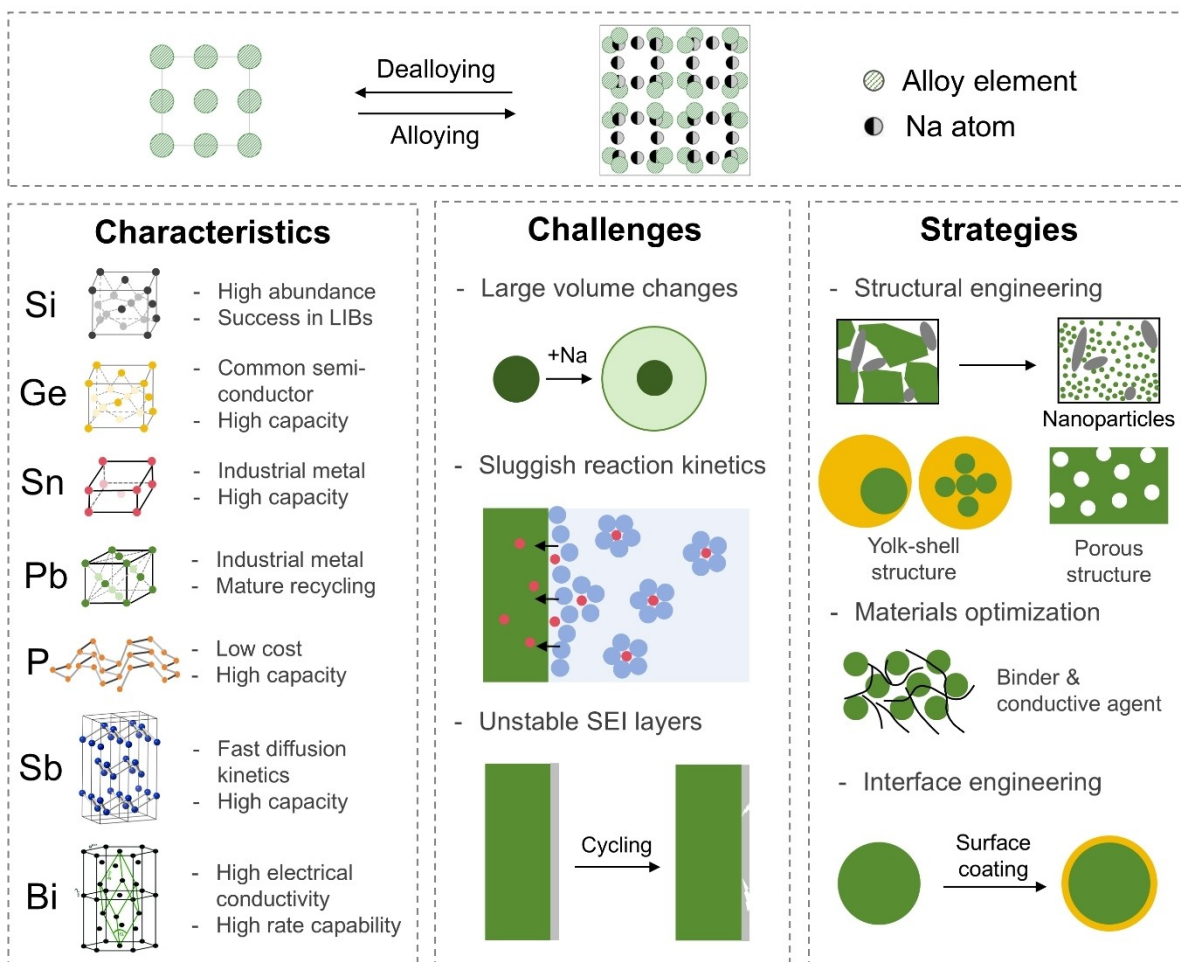 Dealloying
Alloying
Alloy element
Na atom
Characteristics
Si
- High abundance
- Success in LIBs
Ge
- Common semi-
conductor
- High capacity
Sn
- Industrial metal
- High capacity
Pb
- Industrial metal
- Mature recycling
P
- Low cost
- High capacity
Sb
- Fast diffusion
kinetics
- High capacity
Bi
- High electrical
conductivity
- High rate capability
Challenges
- Large volume changes
+Na
- Sluggish reaction kinetics
- Unstable SEI layers
Cycling
Strategies
- Structural engineering
Nanoparticles
Yolk-shell
structure
Porous
structure
- Materials optimization
Binder &
conductive agent
- Interface engineering
Surface
coating